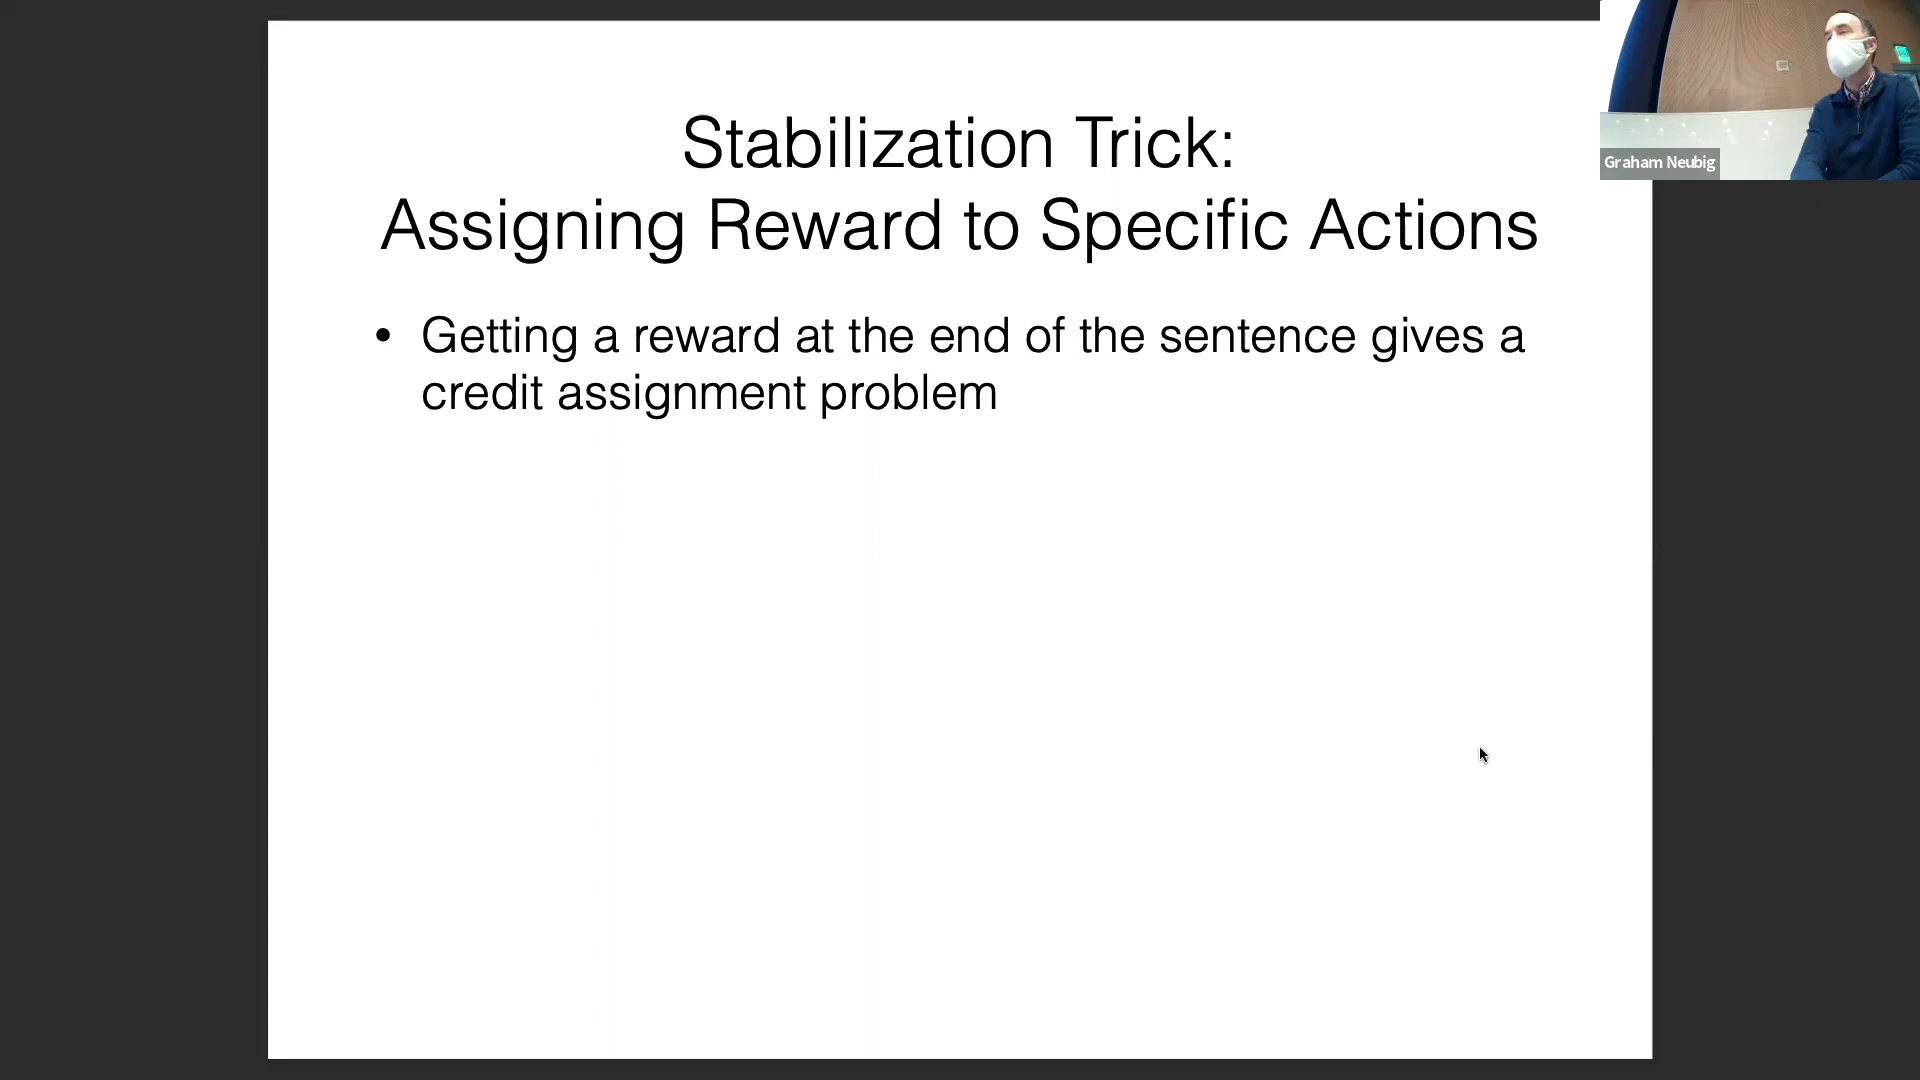 Stabilization Trick:
Assigning Reward to Specific Actions
• Getting a reward at the end of the sentence gives a
credit assignment problem
Graham Neubig